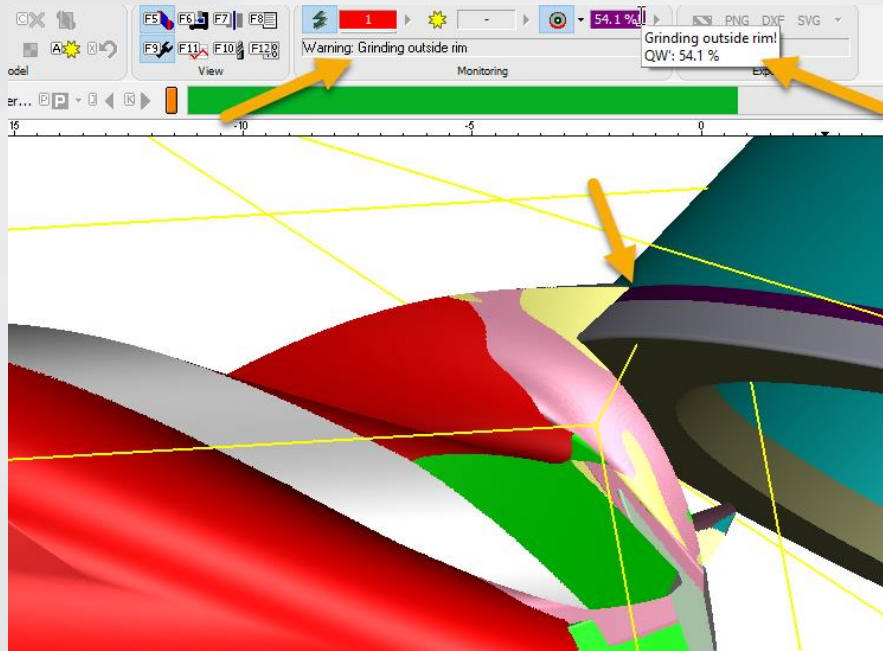 F5 F6 F7 F8
1 - 54.1 %
PNG DXF SVG
Grinding outside rim!
QW': 54.1 %
F9 F11 F10 F12
Warning: Grinding outside rim
odel View Monitoring
er...
15 -10 -5 0